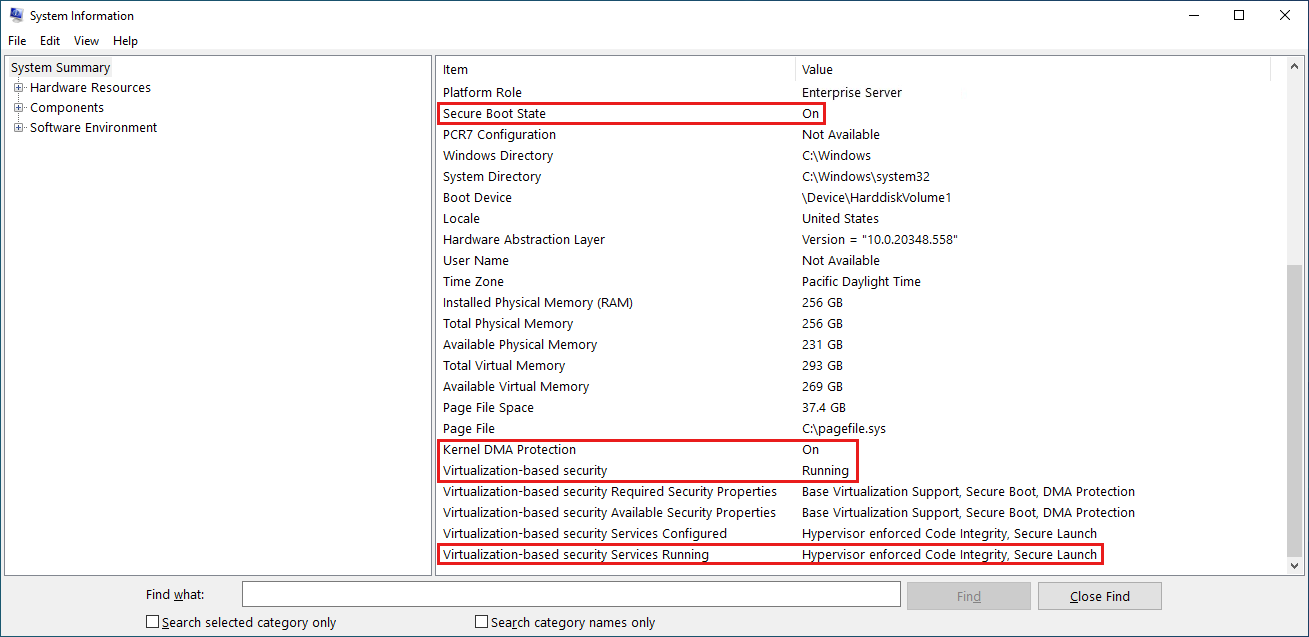 System Information
File Edit View Help
System Summary
Hardware Resources
Components
Software Environment
Item Value
Platform Role Enterprise Server
Secure Boot State On
PCR7 Configuration Not Available
Windows Directory C:\Windows
System Directory C:\Windows\system32
Boot Device \Device\HarddiskVolume1
Locale United States
Hardware Abstraction Layer Version = "10.0.20348.558"
User Name Not Available
Time Zone Pacific Daylight Time
Installed Physical Memory (RAM) 256 GB
Total Physical Memory 256 GB
Available Physical Memory 231 GB
Total Virtual Memory 293 GB
Available Virtual Memory 269 GB
Page File Space 37.4 GB
Page File C:\pagefile.sys
Kernel DMA Protection On
Virtualization-based security Running
Virtualization-based security Required Security Properties Base Virtualization Support, Secure Boot, DMA Protection
Virtualization-based security Available Security Properties Base Virtualization Support, Secure Boot, DMA Protection
Virtualization-based security Services Configured Hypervisor enforced Code Integrity, Secure Launch
Virtualization-based security Services Running Hypervisor enforced Code Integrity, Secure Launch
Find what: Find Close Find
Search selected category only Search category names only